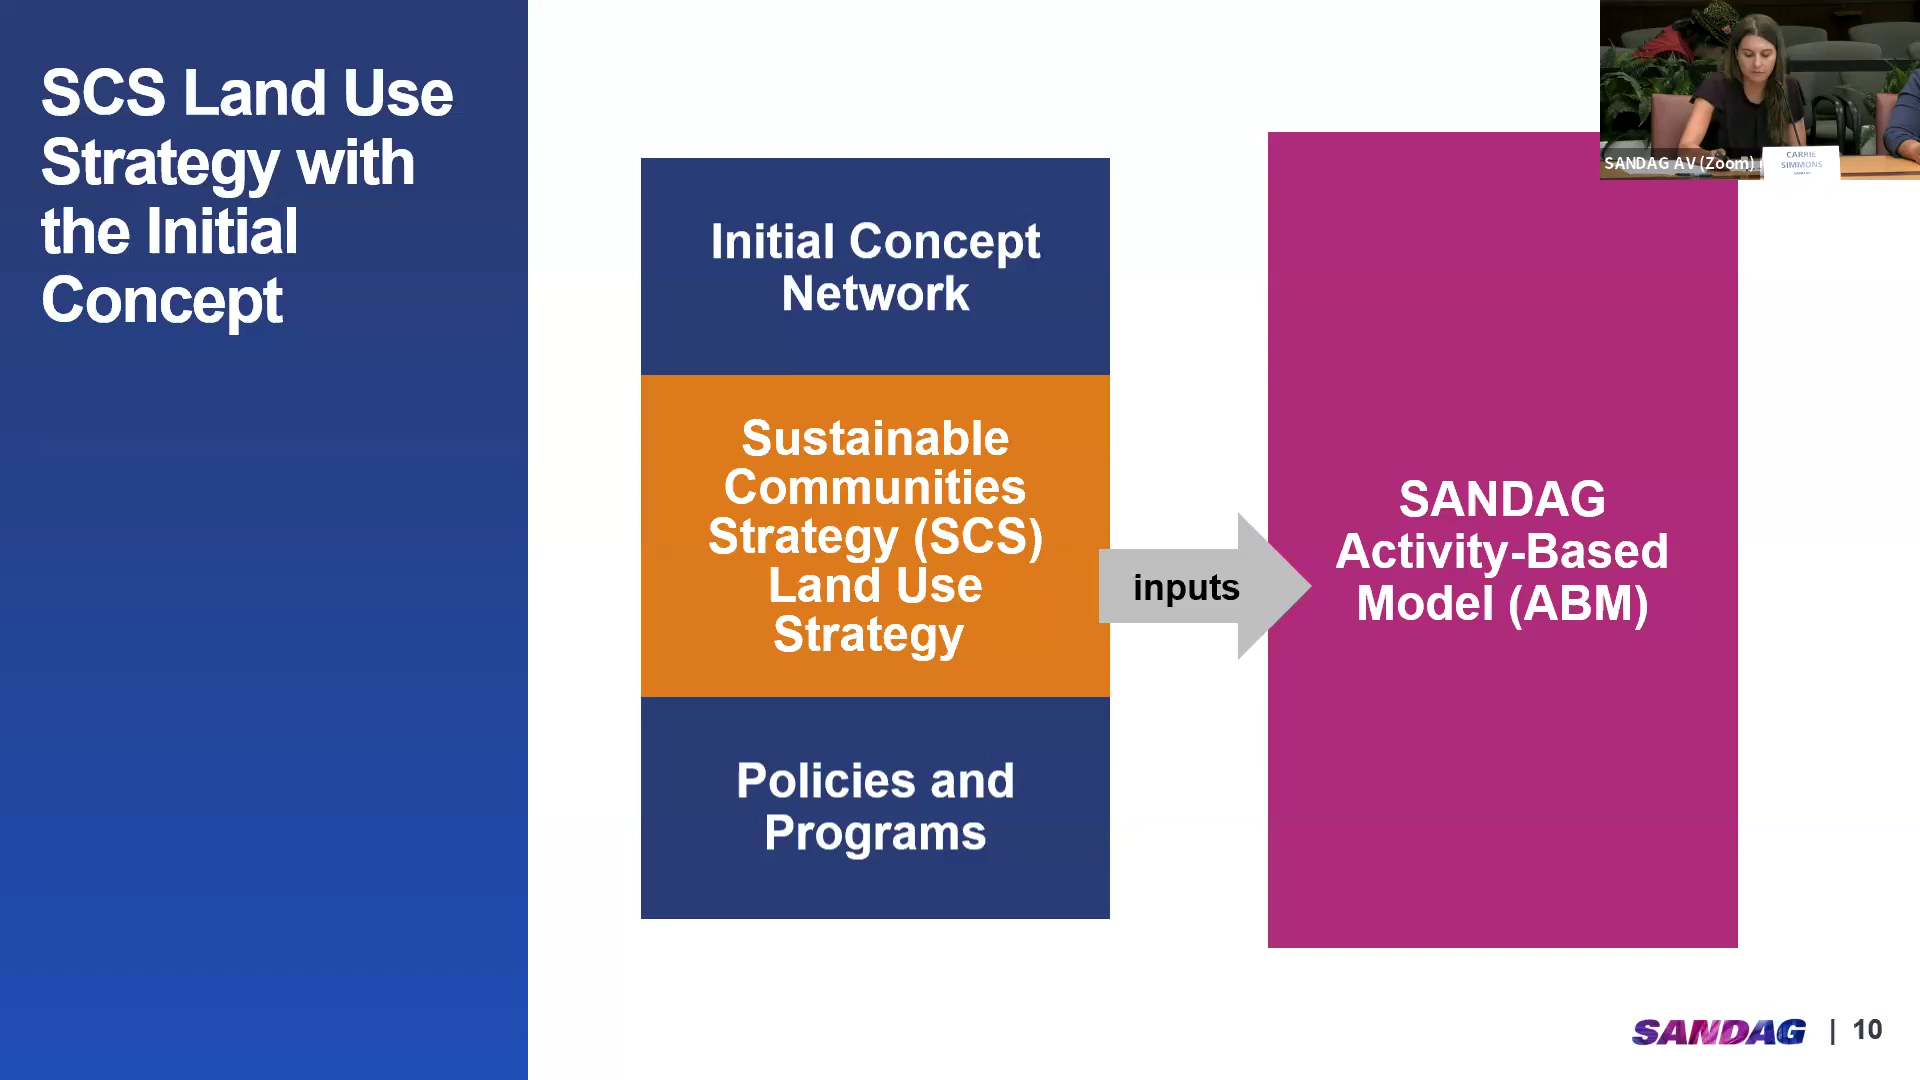 SCS Land Use
Strategy with
the Initial
Concept
Initial Concept
Network
Sustainable
Communities
Strategy (SCS)
Land Use
Strategy
Policies and
Programs
inputs
SANDAG
Activity-Based
Model (ABM)
SANDAG AV (Zoom)
CARRIE
SIMMONS
SANDAG
SANDAG | 10